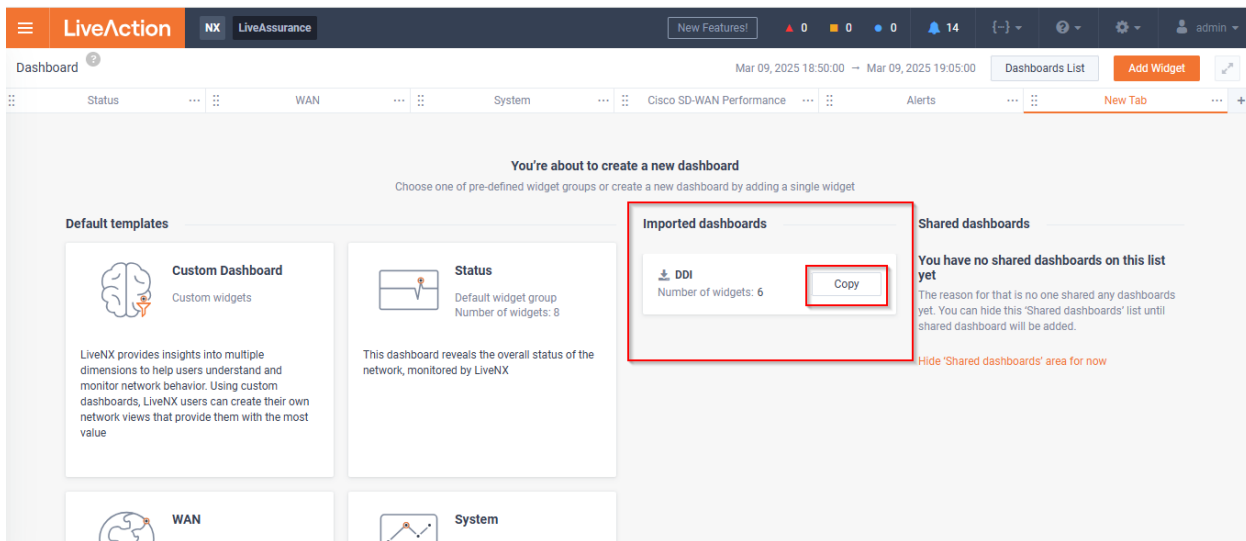 LiveAction
NX LiveAssurance
New Features! 0 0 0 14 {–} ? admin
Dashboard ?
Mar 09, 2025 18:50:00 → Mar 09, 2025 19:05:00 Dashboards List Add Widget
Status ... WAN ... System ... Cisco SD-WAN Performance ... Alerts ... New Tab ... +
You're about to create a new dashboard
Choose one of pre-defined widget groups or create a new dashboard by adding a single widget
Default templates
Custom Dashboard
Custom widgets
LiveNX provides insights into multiple
dimensions to help users understand and
monitor network behavior. Using custom
dashboards, LiveNX users can create their own
network views that provide them with the most
value
Status
Default widget group
Number of widgets: 8
This dashboard reveals the overall status of the
network, monitored by LiveNX
WAN
System
Imported dashboards
DDI
Number of widgets: 6
Copy
Shared dashboards
You have no shared dashboards on this list
yet
The reason for that is no one shared any dashboards
yet. You can hide this 'Shared dashboards' list until
shared dashboard will be added.
Hide 'Shared dashboards' area for now